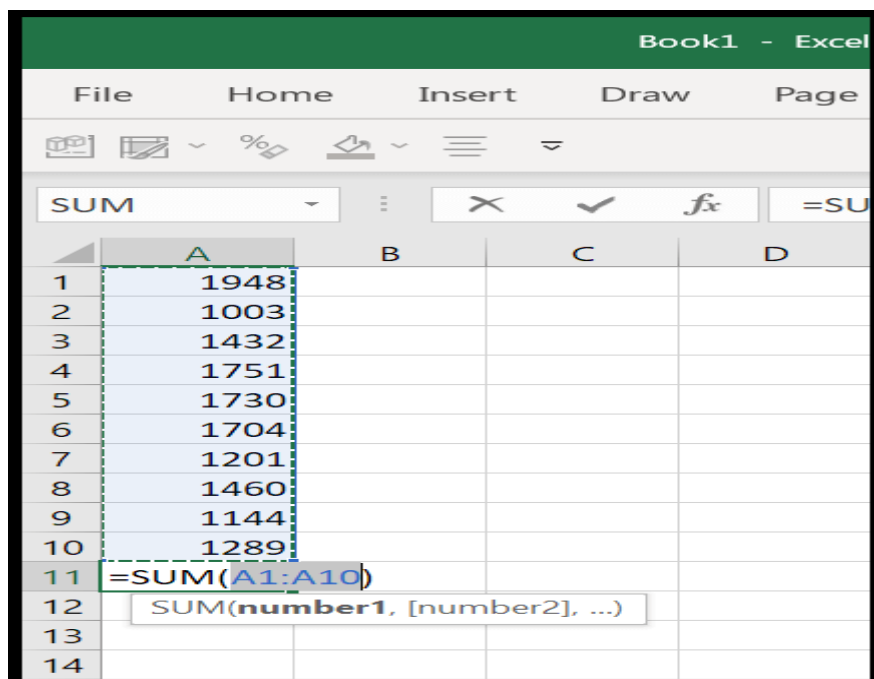 Book1 - Excel
File Home Insert Draw Page
SUM fx =SU
A B C D
1 1948
2 1003
3 1432
4 1751
5 1730
6 1704
7 1201
8 1460
9 1144
10 1289
11 =SUM(A1:A10)
12 SUM(number1, [number2], ...)
13
14